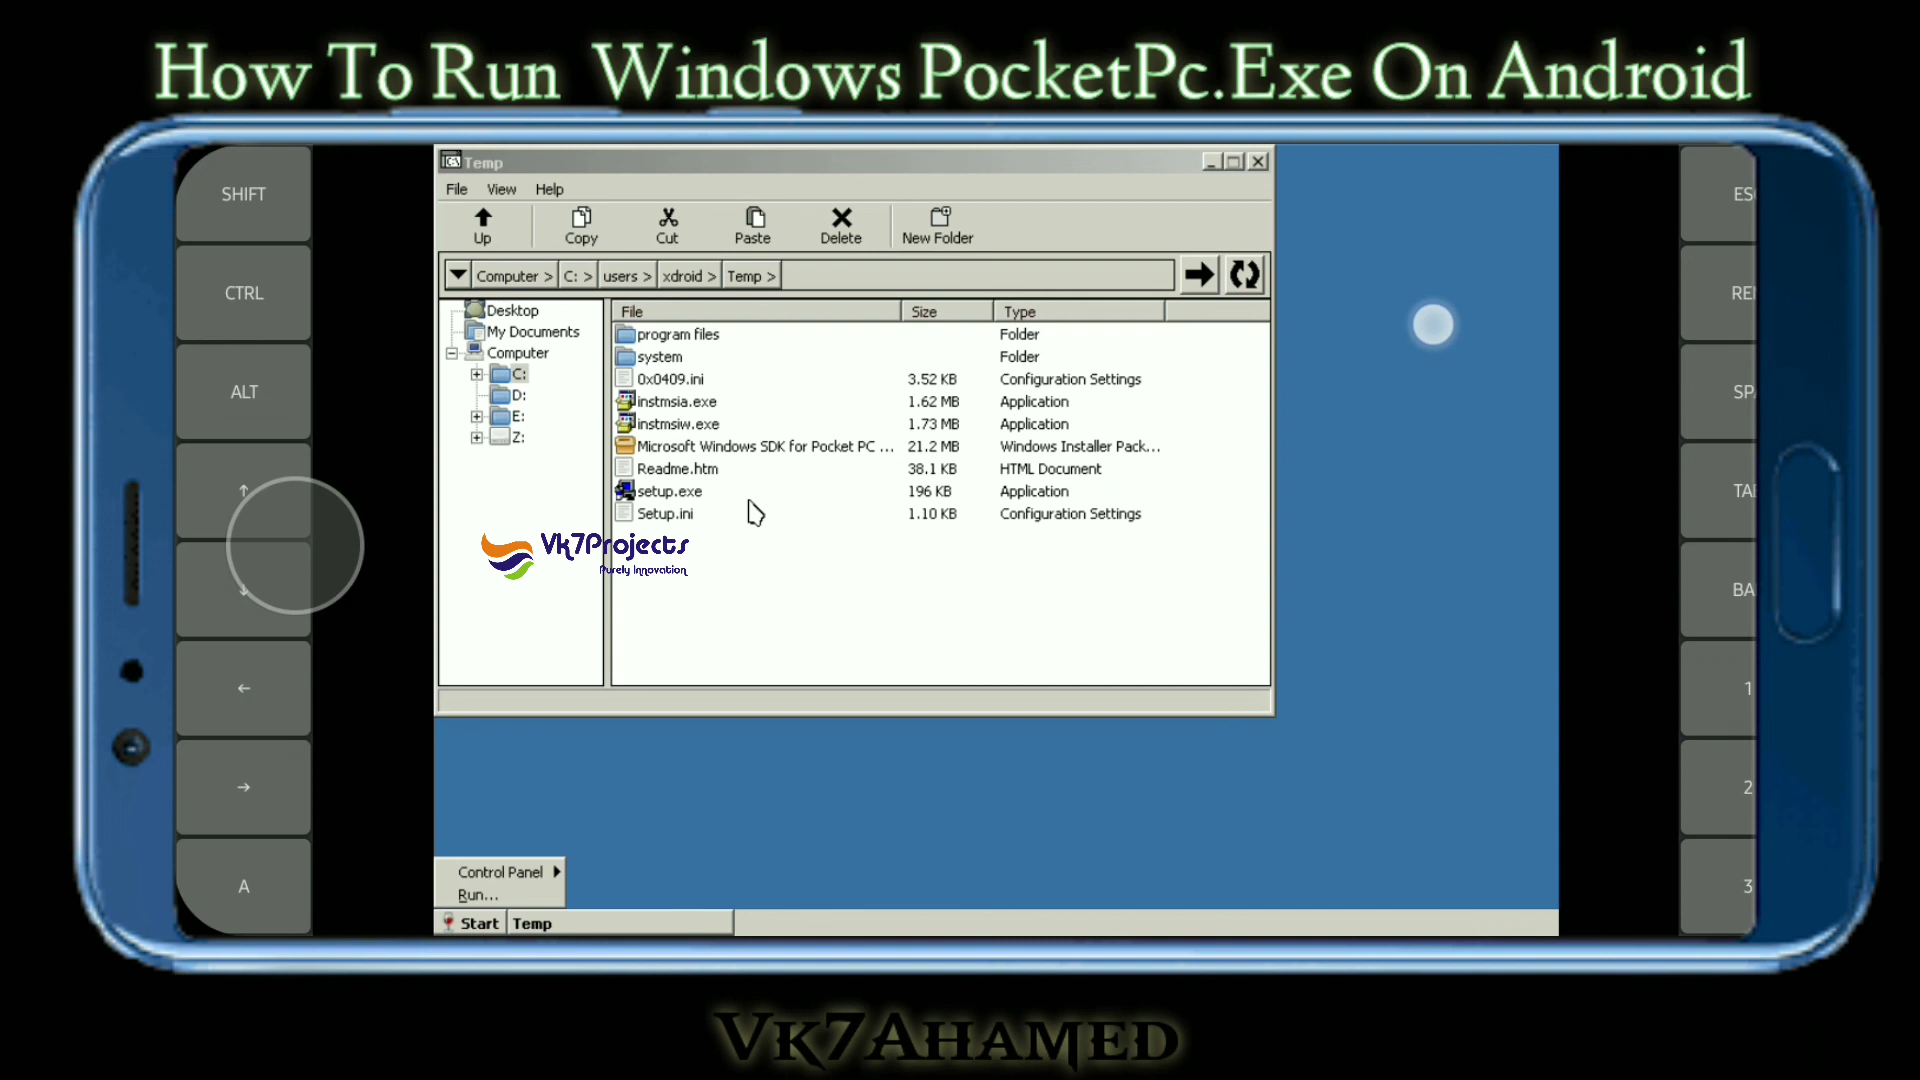 How To Run Windows PocketPc.Exe On Android
SHIFT
CTRL
ALT
↑
↓
←
→
A
Temp
File View Help
Up Copy Cut Paste Delete New Folder
Computer > C: > users > xdroid > Temp >
Desktop
My Documents
Computer
C:
D:
E:
Z:
File Size Type
program files Folder
system Folder
0x0409.ini 3.52 KB Configuration Settings
instmsia.exe 1.62 MB Application
instmsiw.exe 1.73 MB Application
Microsoft Windows SDK for Pocket PC ... 21.2 MB Windows Installer Pack...
Readme.htm 38.1 KB HTML Document
setup.exe 196 KB Application
Setup.ini 1.10 KB Configuration Settings
Vk7Projects
Purely Innovation
Control Panel
Run...
Start Temp
1
2
3
Vk7Ahamed